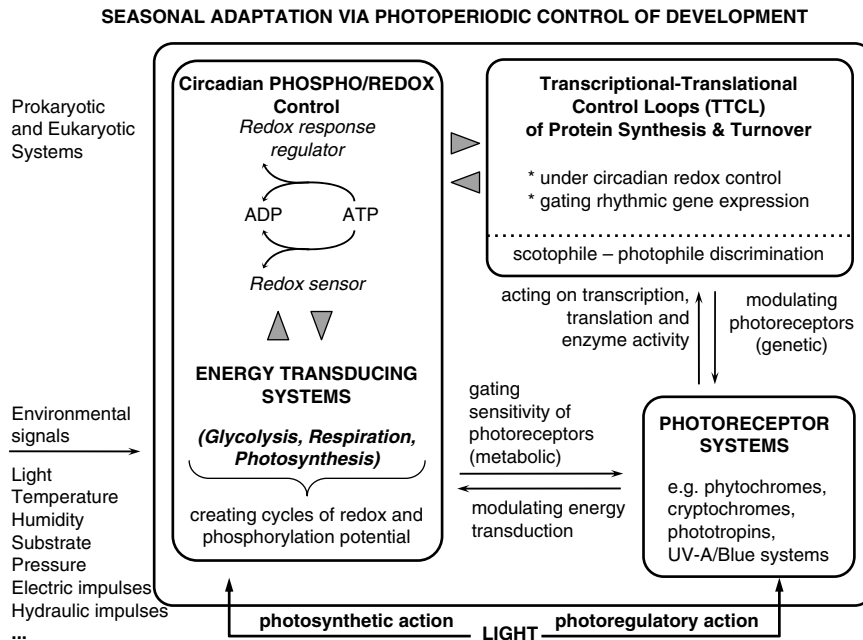 SEASONAL ADAPTATION VIA PHOTOPERIODIC CONTROL OF DEVELOPMENT
Prokaryotic
and Eukaryotic
Systems
Circadian PHOSPHO/REDOX
Control
Redox response
regulator
ADP ATP
Redox sensor
ENERGY TRANSDUCING
SYSTEMS
(Glycolysis, Respiration,
Photosynthesis)
creating cycles of redox and
phosphorylation potential
Transcriptional-Translational
Control Loops (TTCL)
of Protein Synthesis & Turnover
* under circadian redox control
* gating rhythmic gene expression
scotophile – photophile discrimination
acting on transcription,
translation and
enzyme activity
modulating
photoreceptors
(genetic)
gating
sensitivity of
photoreceptors
(metabolic)
modulating energy
transduction
PHOTORECEPTOR
SYSTEMS
e.g. phytochromes,
cryptochromes,
phototropins,
UV-A/Blue systems
Environmental
signals
Light
Temperature
Humidity
Substrate
Pressure
Electric impulses
Hydraulic impulses
...
photosynthetic action
LIGHT
photoregulatory action